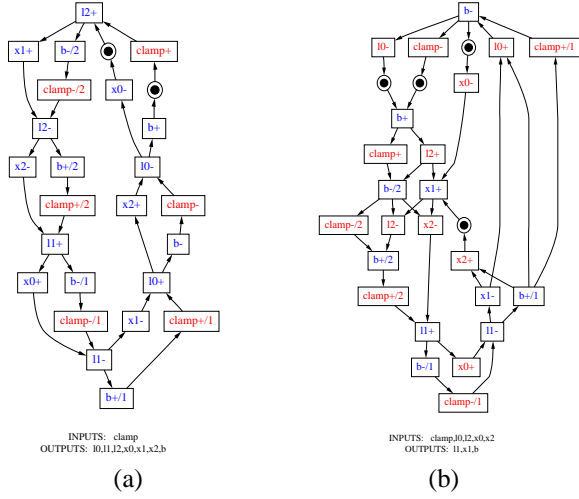 l2+
x1+
b-/2
clamp+
clamp-/2
x0-
l2-
b+
x2-
b+/2
l0-
clamp+/2
x2+
clamp-
l1+
b-
x0+
b-/1
l0+
clamp-/1
x1-
clamp+/1
l1-
b+/1
INPUTS: clamp
OUTPUTS: l0,l1,l2,x0,x1,x2,b
(a)
b-
l0-
clamp-
l0+
clamp+/1
x0-
b+
clamp+
l2+
b-/2
x1+
clamp-/2
l2-
x2-
b+/2
x2+
clamp+/2
x1-
b+/1
l1+
l1-
b-/1
x0+
clamp-/1
INPUTS: clamp,l0,l2,x0,x2
OUTPUTS: l1,x1,b
(b)